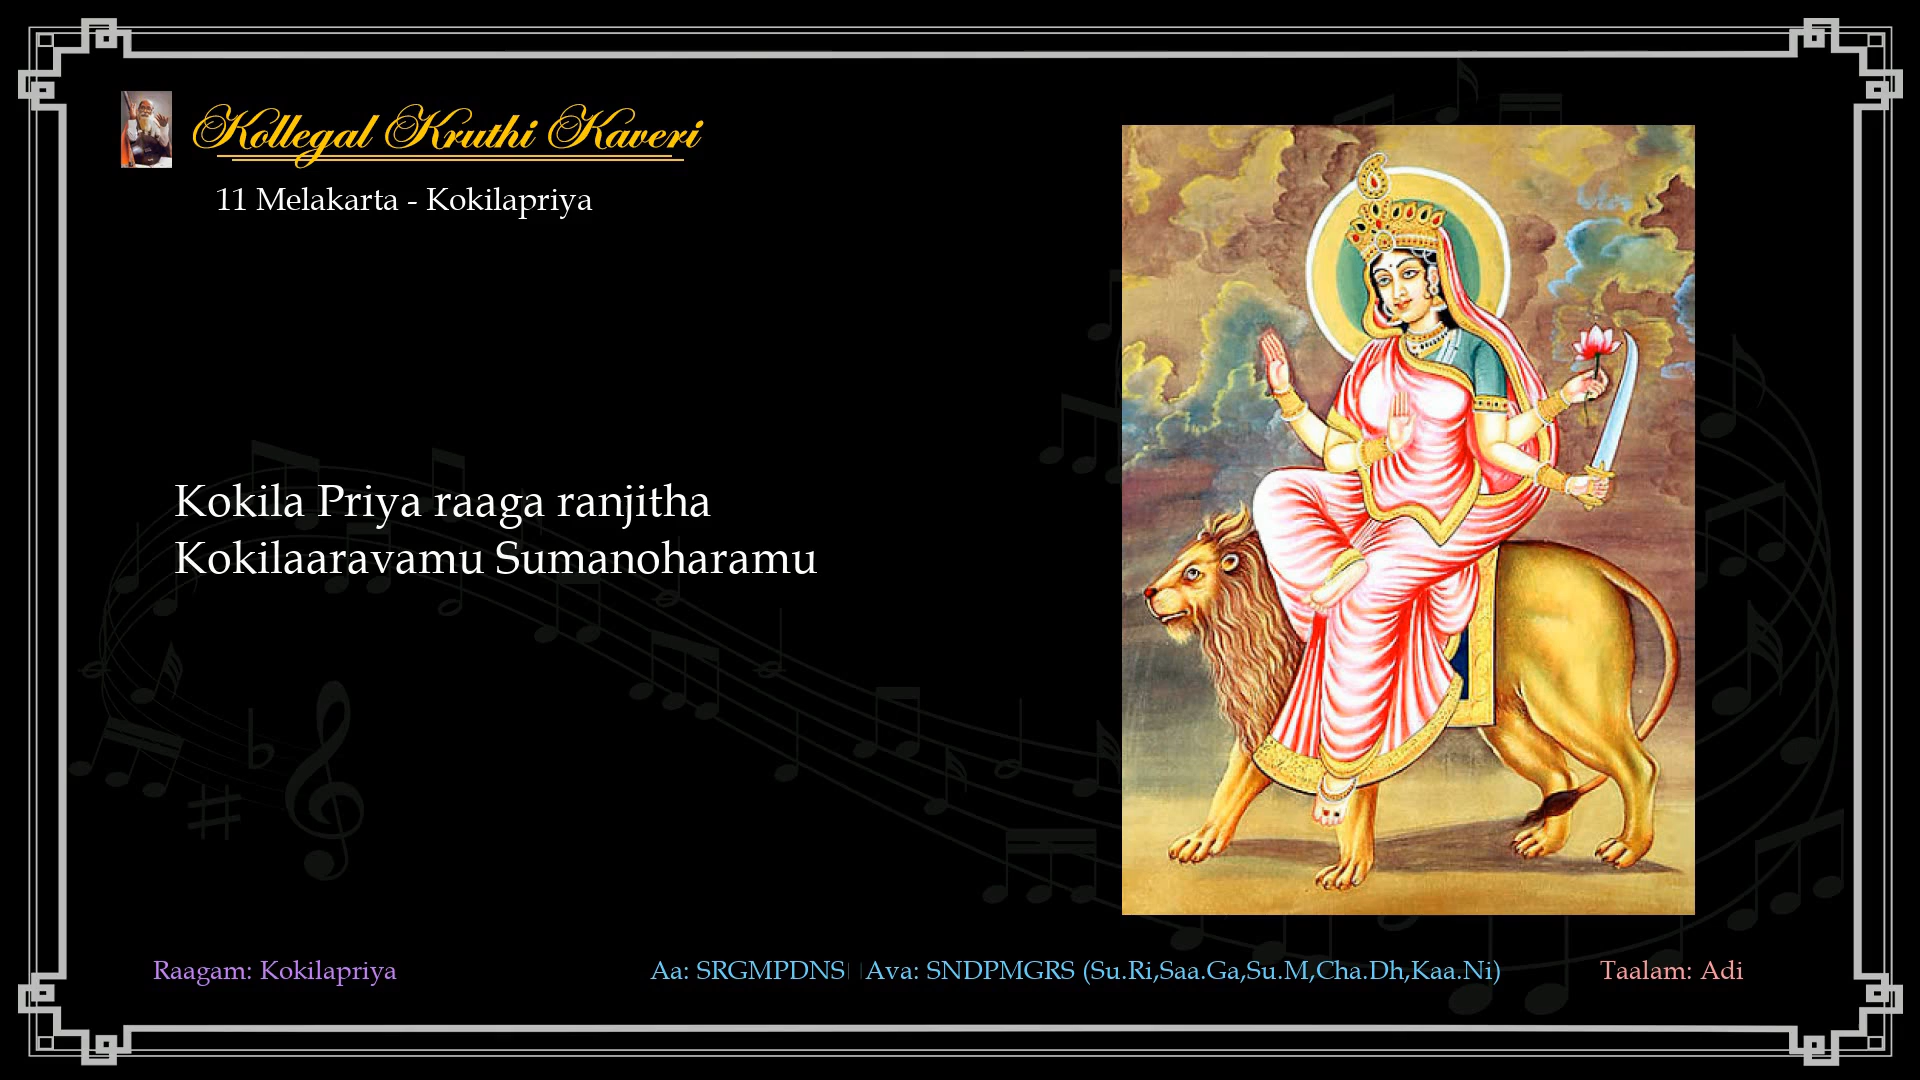 Kollegal Kruthi Kaveri
11 Melakarta - Kokilapriya
Kokila Priya raaga ranjitha
Kokilaaravamu Sumanoharamu
Raagam: Kokilapriya
Aa: SRGMPDNS Ava: SNDPMGRS (Su.Ri,Saa.Ga,Su.M,Cha.Dh,Kaa.Ni)
Taalam: Adi